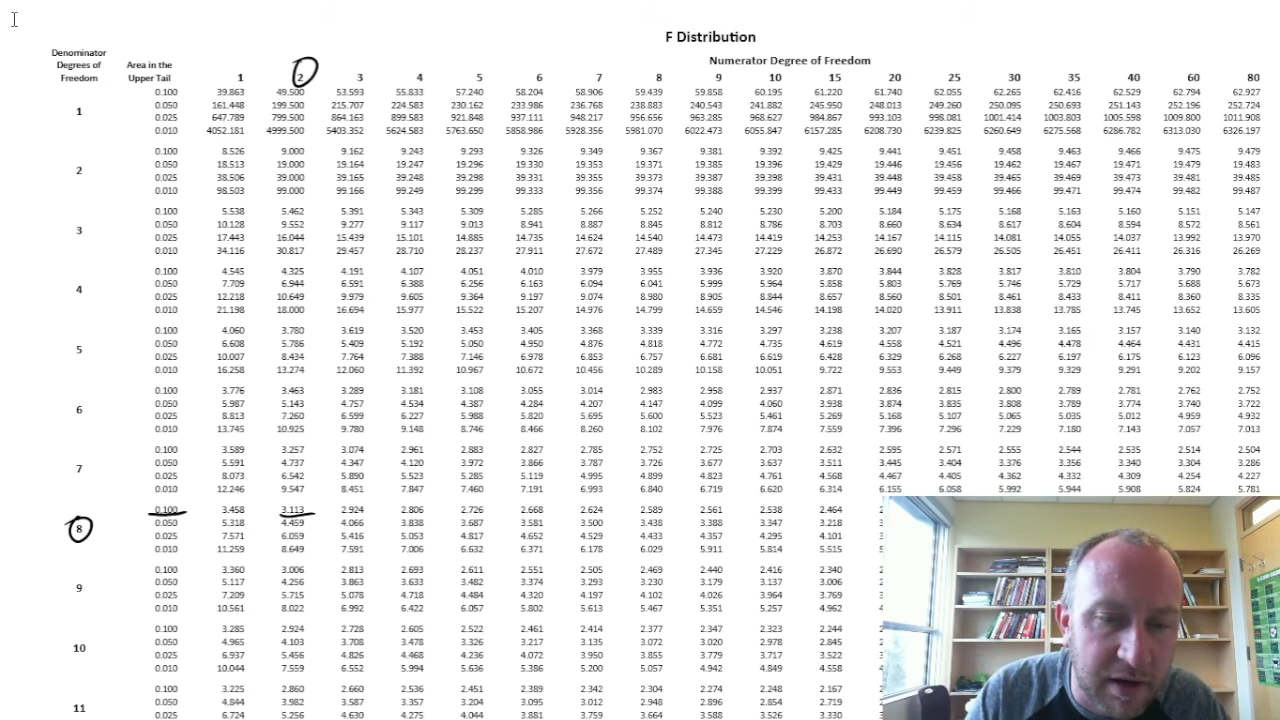 F Distribution
Denominator Degrees of Freedom Area in the Upper Tail Numerator Degree of Freedom
1 2 3 4 5 6 7 8 9 10 15 20 25 30 35 40 60 80
0.100 39.863 49.500 53.593 55.833 57.240 58.204 58.906 59.439 59.858 60.195 61.220 61.740 62.055 62.265 62.416 62.529 62.794 62.927
0.050 161.448 199.500 215.707 224.583 230.162 233.986 236.768 238.883 240.543 241.882 245.950 248.013 249.260 250.095 250.693 251.143 252.196 252.724
1
0.025 647.789 799.500 864.163 899.583 921.848 937.111 948.217 956.656 963.285 968.627 984.867 993.103 998.081 1001.414 1003.803 1005.598 1009.800 1011.908
0.010 4052.181 4999.500 5403.352 5624.583 5763.650 5858.986 5928.356 5981.070 6022.473 6055.847 6157.285 6208.730 6239.825 6260.649 6275.568 6286.782 6313.030 6326.197
0.100 8.526 9.000 9.162 9.243 9.293 9.326 9.349 9.367 9.381 9.392 9.425 9.441 9.451 9.458 9.463 9.466 9.475 9.479
0.050 18.513 19.000 19.164 19.247 19.296 19.330 19.353 19.371 19.385 19.396 19.429 19.446 19.456 19.462 19.467 19.471 19.479 19.483
2
0.025 38.506 39.000 39.165 39.248 39.298 39.331 39.355 39.373 39.387 39.398 39.431 39.448 39.458 39.465 39.469 39.473 39.481 39.485
0.010 98.503 99.000 99.166 99.249 99.299 99.333 99.356 99.374 99.388 99.399 99.433 99.449 99.459 99.466 99.471 99.474 99.482 99.487
0.100 5.538 5.462 5.391 5.343 5.309 5.285 5.266 5.252 5.240 5.230 5.200 5.184 5.175 5.168 5.163 5.160 5.151 5.147
0.050 10.128 9.552 9.277 9.117 9.013 8.941 8.887 8.845 8.812 8.786 8.703 8.660 8.634 8.617 8.604 8.594 8.572 8.561
3
0.025 17.443 16.044 15.439 15.101 14.885 14.735 14.624 14.540 14.473 14.419 14.253 14.167 14.115 14.081 14.055 14.037 13.992 13.970
0.010 34.116 30.817 29.457 28.710 28.237 27.911 27.672 27.489 27.345 27.229 26.872 26.690 26.579 26.505 26.451 26.411 26.316 26.269
0.100 4.545 4.325 4.191 4.107 4.051 4.010 3.979 3.955 3.936 3.920 3.870 3.844 3.828 3.817 3.810 3.804 3.790 3.782
0.050 7.709 6.944 6.591 6.388 6.256 6.163 6.094 6.041 5.999 5.964 5.858 5.803 5.769 5.746 5.729 5.717 5.688 5.673
4
0.025 12.218 10.649 9.979 9.605 9.364 9.197 9.074 8.980 8.905 8.844 8.657 8.560 8.501 8.461 8.433 8.411 8.360 8.335
0.010 21.198 18.000 16.694 15.977 15.522 15.207 14.976 14.799 14.659 14.546 14.198 14.020 13.911 13.838 13.785 13.745 13.652 13.605
0.100 4.060 3.780 3.619 3.520 3.453 3.405 3.368 3.339 3.316 3.297 3.238 3.207 3.187 3.174 3.165 3.157 3.140 3.132
0.050 6.608 5.786 5.409 5.192 5.050 4.950 4.876 4.818 4.772 4.735 4.619 4.558 4.521 4.496 4.478 4.464 4.431 4.415
5
0.025 10.007 8.434 7.764 7.388 7.146 6.978 6.853 6.757 6.681 6.619 6.428 6.329 6.268 6.227 6.197 6.175 6.123 6.096
0.010 16.258 13.274 12.060 11.392 10.967 10.672 10.456 10.289 10.158 10.051 9.722 9.553 9.449 9.379 9.329 9.291 9.202 9.157
0.100 3.776 3.463 3.289 3.181 3.108 3.055 3.014 2.983 2.958 2.937 2.871 2.836 2.815 2.800 2.789 2.781 2.762 2.752
0.050 5.987 5.143 4.757 4.534 4.387 4.284 4.207 4.147 4.099 4.060 3.938 3.874 3.835 3.808 3.789 3.774 3.740 3.722
6
0.025 8.813 7.260 6.599 6.227 5.988 5.820 5.695 5.600 5.523 5.461 5.269 5.168 5.107 5.065 5.035 5.012 4.959 4.932
0.010 13.745 10.925 9.780 9.148 8.746 8.466 8.260 8.102 7.976 7.874 7.559 7.396 7.296 7.229 7.180 7.143 7.057 7.013
0.100 3.589 3.257 3.074 2.961 2.883 2.827 2.785 2.752 2.725 2.703 2.632 2.595 2.571 2.555 2.544 2.535 2.514 2.504
0.050 5.591 4.737 4.347 4.120 3.972 3.866 3.787 3.726 3.677 3.637 3.511 3.445 3.404 3.376 3.356 3.340 3.304 3.286
7
0.025 8.073 6.542 5.890 5.523 5.285 5.119 4.995 4.899 4.823 4.761 4.568 4.467 4.405 4.362 4.332 4.309 4.254 4.227
0.010 12.246 9.547 8.451 7.847 7.460 7.191 6.993 6.840 6.719 6.620 6.314 6.155 6.058 5.992 5.944 5.908 5.824 5.781
0.100 3.458 3.113 2.924 2.806 2.726 2.668 2.624 2.589 2.561 2.538 2.464
0.050 5.318 4.459 4.066 3.838 3.687 3.581 3.500 3.438 3.388 3.347 3.218
8
0.025 7.571 6.059 5.416 5.053 4.817 4.652 4.529 4.433 4.357 4.295 4.101
0.010 11.259 8.649 7.591 7.006 6.632 6.371 6.178 6.029 5.911 5.814 5.515
0.100 3.360 3.006 2.813 2.693 2.611 2.551 2.505 2.469 2.440 2.416 2.340
0.050 5.117 4.256 3.863 3.633 3.482 3.374 3.293 3.230 3.179 3.137 3.006
9
0.025 7.209 5.715 5.078 4.718 4.484 4.320 4.197 4.102 4.026 3.964 3.769
0.010 10.561 8.022 6.992 6.422 6.057 5.802 5.613 5.467 5.351 5.257 4.962
0.100 3.285 2.924 2.728 2.605 2.522 2.461 2.414 2.377 2.347 2.323 2.244
0.050 4.965 4.103 3.708 3.478 3.326 3.217 3.135 3.072 3.020 2.978 2.845
10
0.025 6.937 5.456 4.826 4.468 4.236 4.072 3.950 3.855 3.779 3.717 3.522
0.010 10.044 7.559 6.552 5.994 5.636 5.386 5.200 5.057 4.942 4.849 4.558
0.100 3.225 2.860 2.660 2.536 2.451 2.389 2.342 2.304 2.274 2.248 2.167
0.050 4.844 3.982 3.587 3.357 3.204 3.095 3.012 2.948 2.896 2.854 2.719
11
0.025 6.724 5.256 4.630 4.275 4.044 3.881 3.759 3.664 3.588 3.526 3.330